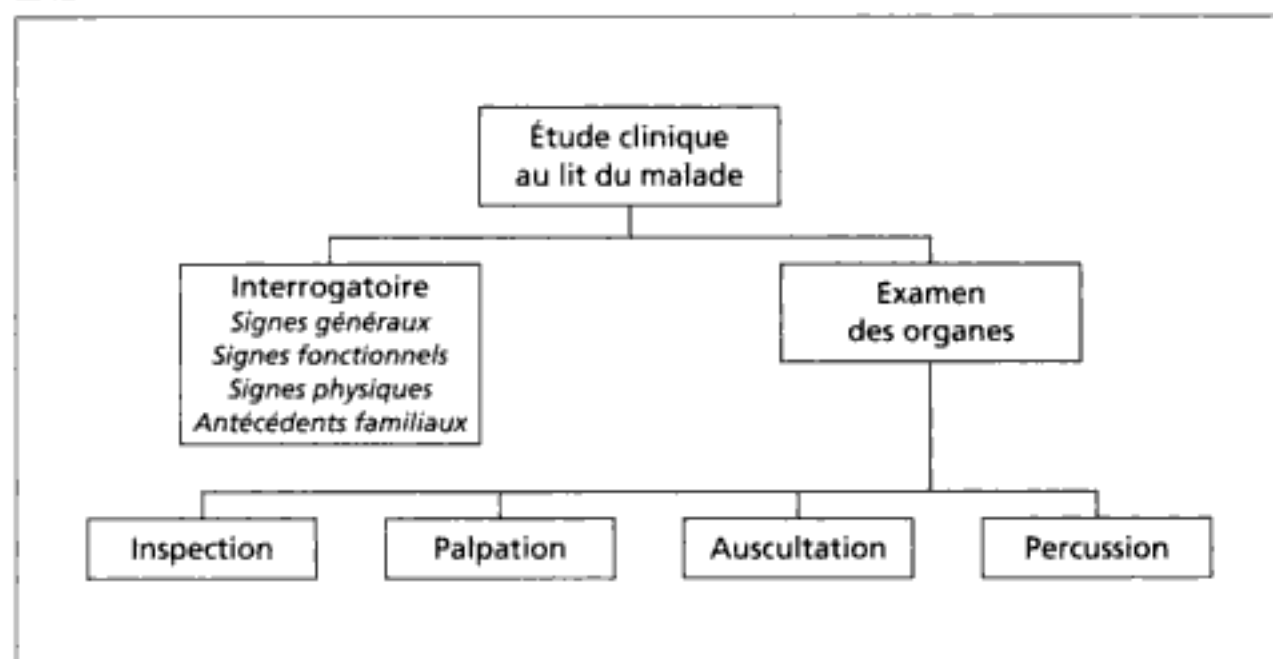 Étude clinique
au lit du malade
Interrogatoire
Signes généraux
Signes fonctionnels
Signes physiques
Antécédents familiaux
Examen
des organes
Inspection
Palpation
Auscultation
Percussion